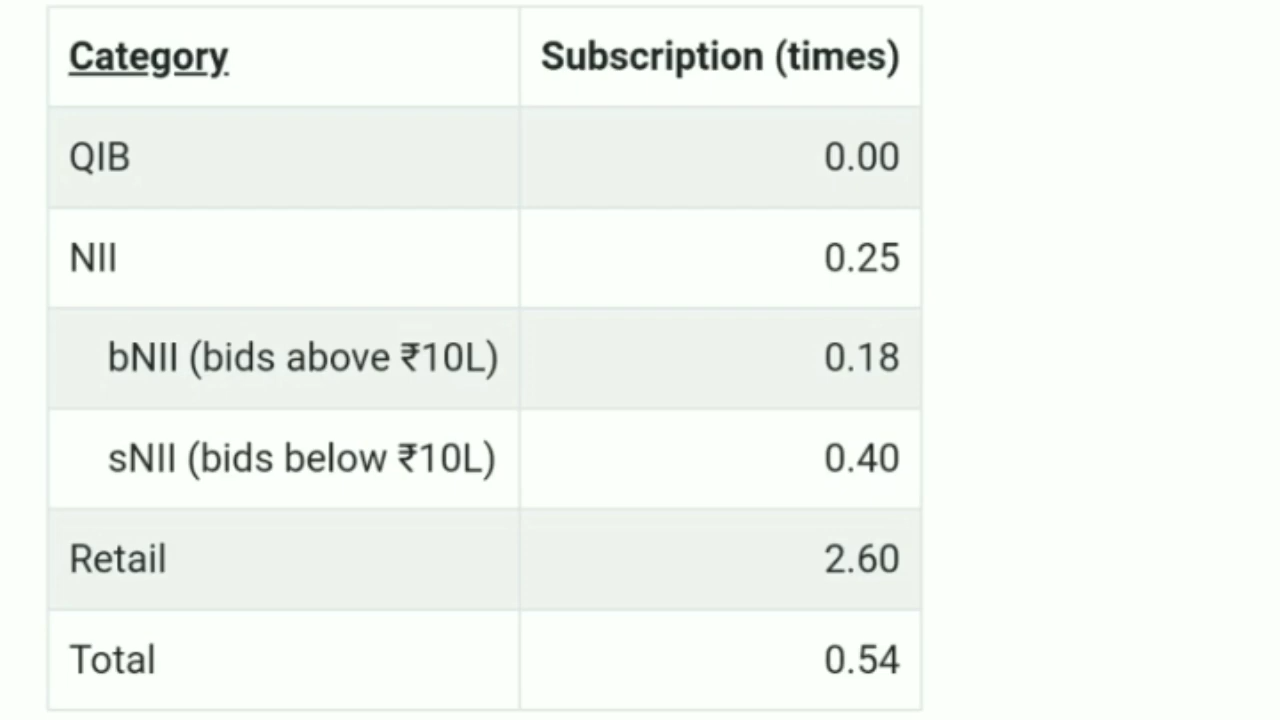 Category Subscription (times)
QIB 0.00
NII 0.25
bNII (bids above ₹10L) 0.18
sNII (bids below ₹10L) 0.40
Retail 2.60
Total 0.54